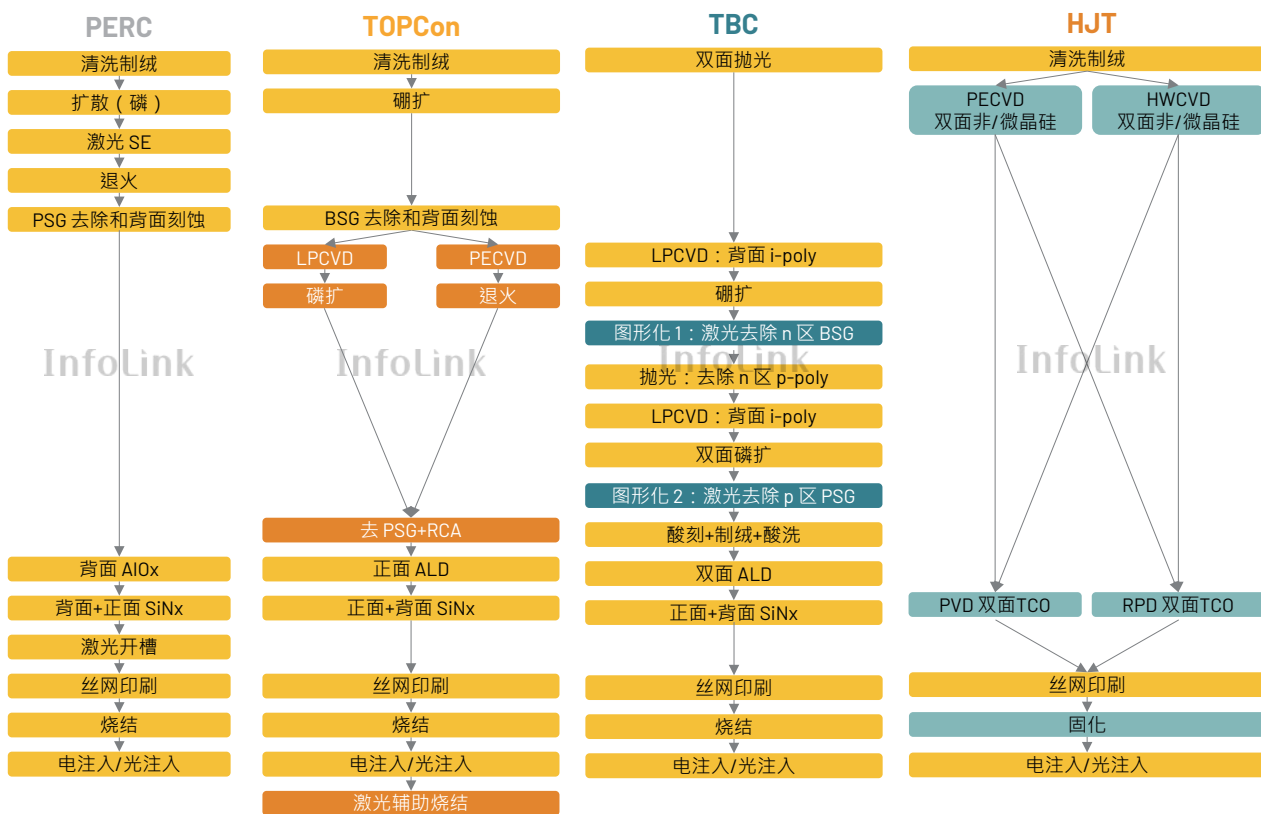 PERC
清洗制绒
扩散（磷）
激光 SE
退火
PSG 去除和背面刻蚀
InfoLink
背面 AlOx
背面+正面 SiNx
激光开槽
丝网印刷
烧结
电注入/光注入
TOPCon
清洗制绒
硼扩
BSG 去除和背面刻蚀
LPCVD
PECVD
磷扩
退火
InfoLink
去 PSG+RCA
正面 ALD
正面+背面 SiNx
丝网印刷
烧结
电注入/光注入
激光辅助烧结
TBC
双面抛光
LPCVD：背面 i-poly
硼扩
图形化 1：激光去除 n 区 BSG
InfoLink
抛光：去除 n 区 p-poly
LPCVD：背面 i-poly
双面磷扩
图形化 2：激光去除 p 区 PSG
酸刻+制绒+酸洗
双面 ALD
正面+背面 SiNx
丝网印刷
烧结
电注入/光注入
HJT
清洗制绒
PECVD
双面非/微晶硅
HWCVD
双面非/微晶硅
InfoLink
PVD 双面TCO
RPD 双面TCO
丝网印刷
固化
电注入/光注入